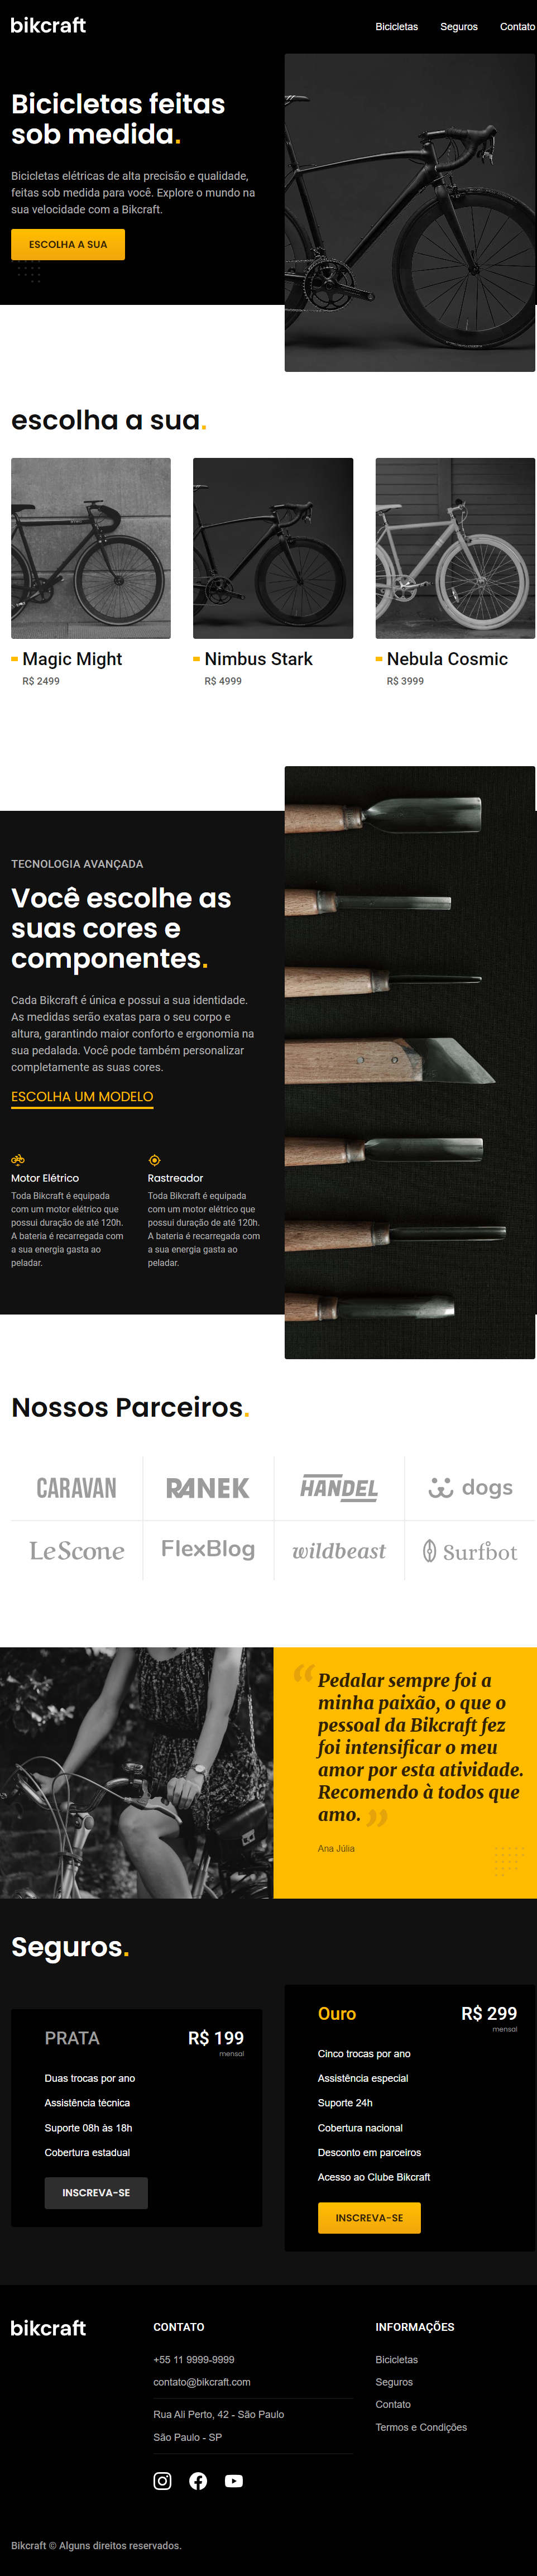 bikcraft
Bicicletas Seguros Contato
Bicicletas feitas
sob medida.
Bicicletas elétricas de alta precisão e qualidade,
feitas sob medida para você. Explore o mundo na
sua velocidade com a Bikcraft.
ESCOLHA A SUA
escolha a sua.
Magic Might
R$ 2499
Nimbus Stark
R$ 4999
Nebula Cosmic
R$ 3999
TECNOLOGIA AVANÇADA
Você escolhe as
suas cores e
componentes.
Cada Bikcraft é única e possui a sua identidade.
As medidas serão exatas para o seu corpo e
altura, garantindo maior conforto e ergonomia na
sua pedalada. Você pode também personalizar
completamente as suas cores.
ESCOLHA UM MODELO
Motor Elétrico
Toda Bikcraft é equipada
com um motor elétrico que
possui duração de até 120h.
A bateria é recarregada com
a sua energia gasta ao
peladar.
Rastreador
Toda Bikcraft é equipada
com um motor elétrico que
possui duração de até 120h.
A bateria é recarregada com
a sua energia gasta ao
peladar.
Nossos Parceiros.
CARAVAN RANEK HANDEL dogs
LeScone FlexBlog wildbeast Surfbot
“Pedalar sempre foi a
minha paixão, o que o
pessoal da Bikcraft fez
foi intensificar o meu
amor por esta atividade.
Recomendo à todos que
amo.”
Ana Júlia
Seguros.
PRATA
R$ 199
mensal
Duas trocas por ano
Assistência técnica
Suporte 08h às 18h
Cobertura estadual
INSCREVA-SE
Ouro
R$ 299
mensal
Cinco trocas por ano
Assistência especial
Suporte 24h
Cobertura nacional
Desconto em parceiros
Acesso ao Clube Bikcraft
INSCREVA-SE
bikcraft
CONTATO
+55 11 9999-9999
contato@bikcraft.com
Rua Ali Perto, 42 - São Paulo
São Paulo - SP
INFORMAÇÕES
Bicicletas
Seguros
Contato
Termos e Condições
Bikcraft © Alguns direitos reservados.